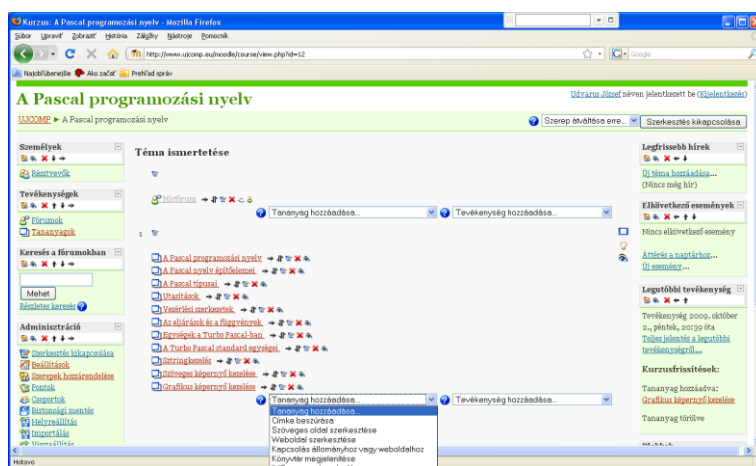 Kurzus: A Pascal programozási nyelv - Mozilla Firefox
Súbor Upraviť Zobraziť História Záložky Nástroje Pomocník
http://www.ujcomp.eu/moodle/course/view.php?id=12
Google
Najobľúbenejšie Ako začať Prehľad správ
A Pascal programozási nyelv
Udvaros József néven jelentkezett be (Kijelentkezés)
UJCOMP ► A Pascal programozási nyelv
Szerep átváltása erre...
Szerkesztés kikapcsolása
Személyek
Résztvevők
Tevékenységek
Fórumok
Tananyagok
Keresés a fórumokban
Mehet
Részletes keresés
Adminisztráció
Szerkesztés kikapcsolása
Beállítások
Szerepek hozzárendelése
Pontok
Csoportok
Biztonsági mentés
Helyreállítás
Importálás
Visszaállítás
Téma ismertetése
Hírfórum
Tananyag hozzáadása...
Tevékenység hozzáadása...
1
A Pascal programozási nyelv
A Pascal nyelv építőelemei
A Pascal típusai
Utasítások
Vezérlési szerkezetek
Az eljárások és a függvények
Egységek a Turbo Pascal-ban
A Turbo Pascal standard egységei
Sztringkezelés
Szöveges képernyő kezelése
Grafikus képernyő kezelése
Tananyag hozzáadása...
Tevékenység hozzáadása...
Tananyag hozzáadása...
Címke beszúrása
Szöveges oldal szerkesztése
Weboldal szerkesztése
Kapcsolás állományhoz vagy weboldalhoz
Könyvtár megjelenítése
Legfrissebb hírek
Új téma hozzáadása...
(Nincs még hír)
Elkövetkező események
Nincs elkövetkező esemény
Áttérés a naptárhoz...
Új esemény...
Legutóbbi tevékenység
Tevékenység 2009. október
2., péntek, 20:39 óta
Teljes jelentés a legutóbbi
tevékenységről...
Kurzusfrissítések:
Tananyag hozzáadva:
Grafikus képernyő kezelése
Tananyag törölve
Hotovo